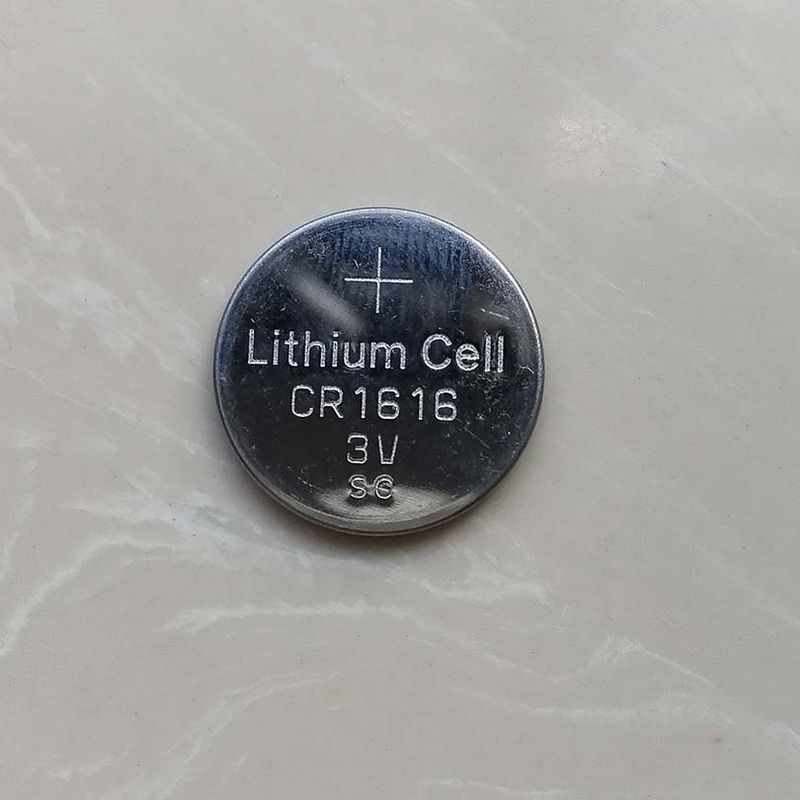 +
Lithium Cell
CR1616
3V
SC